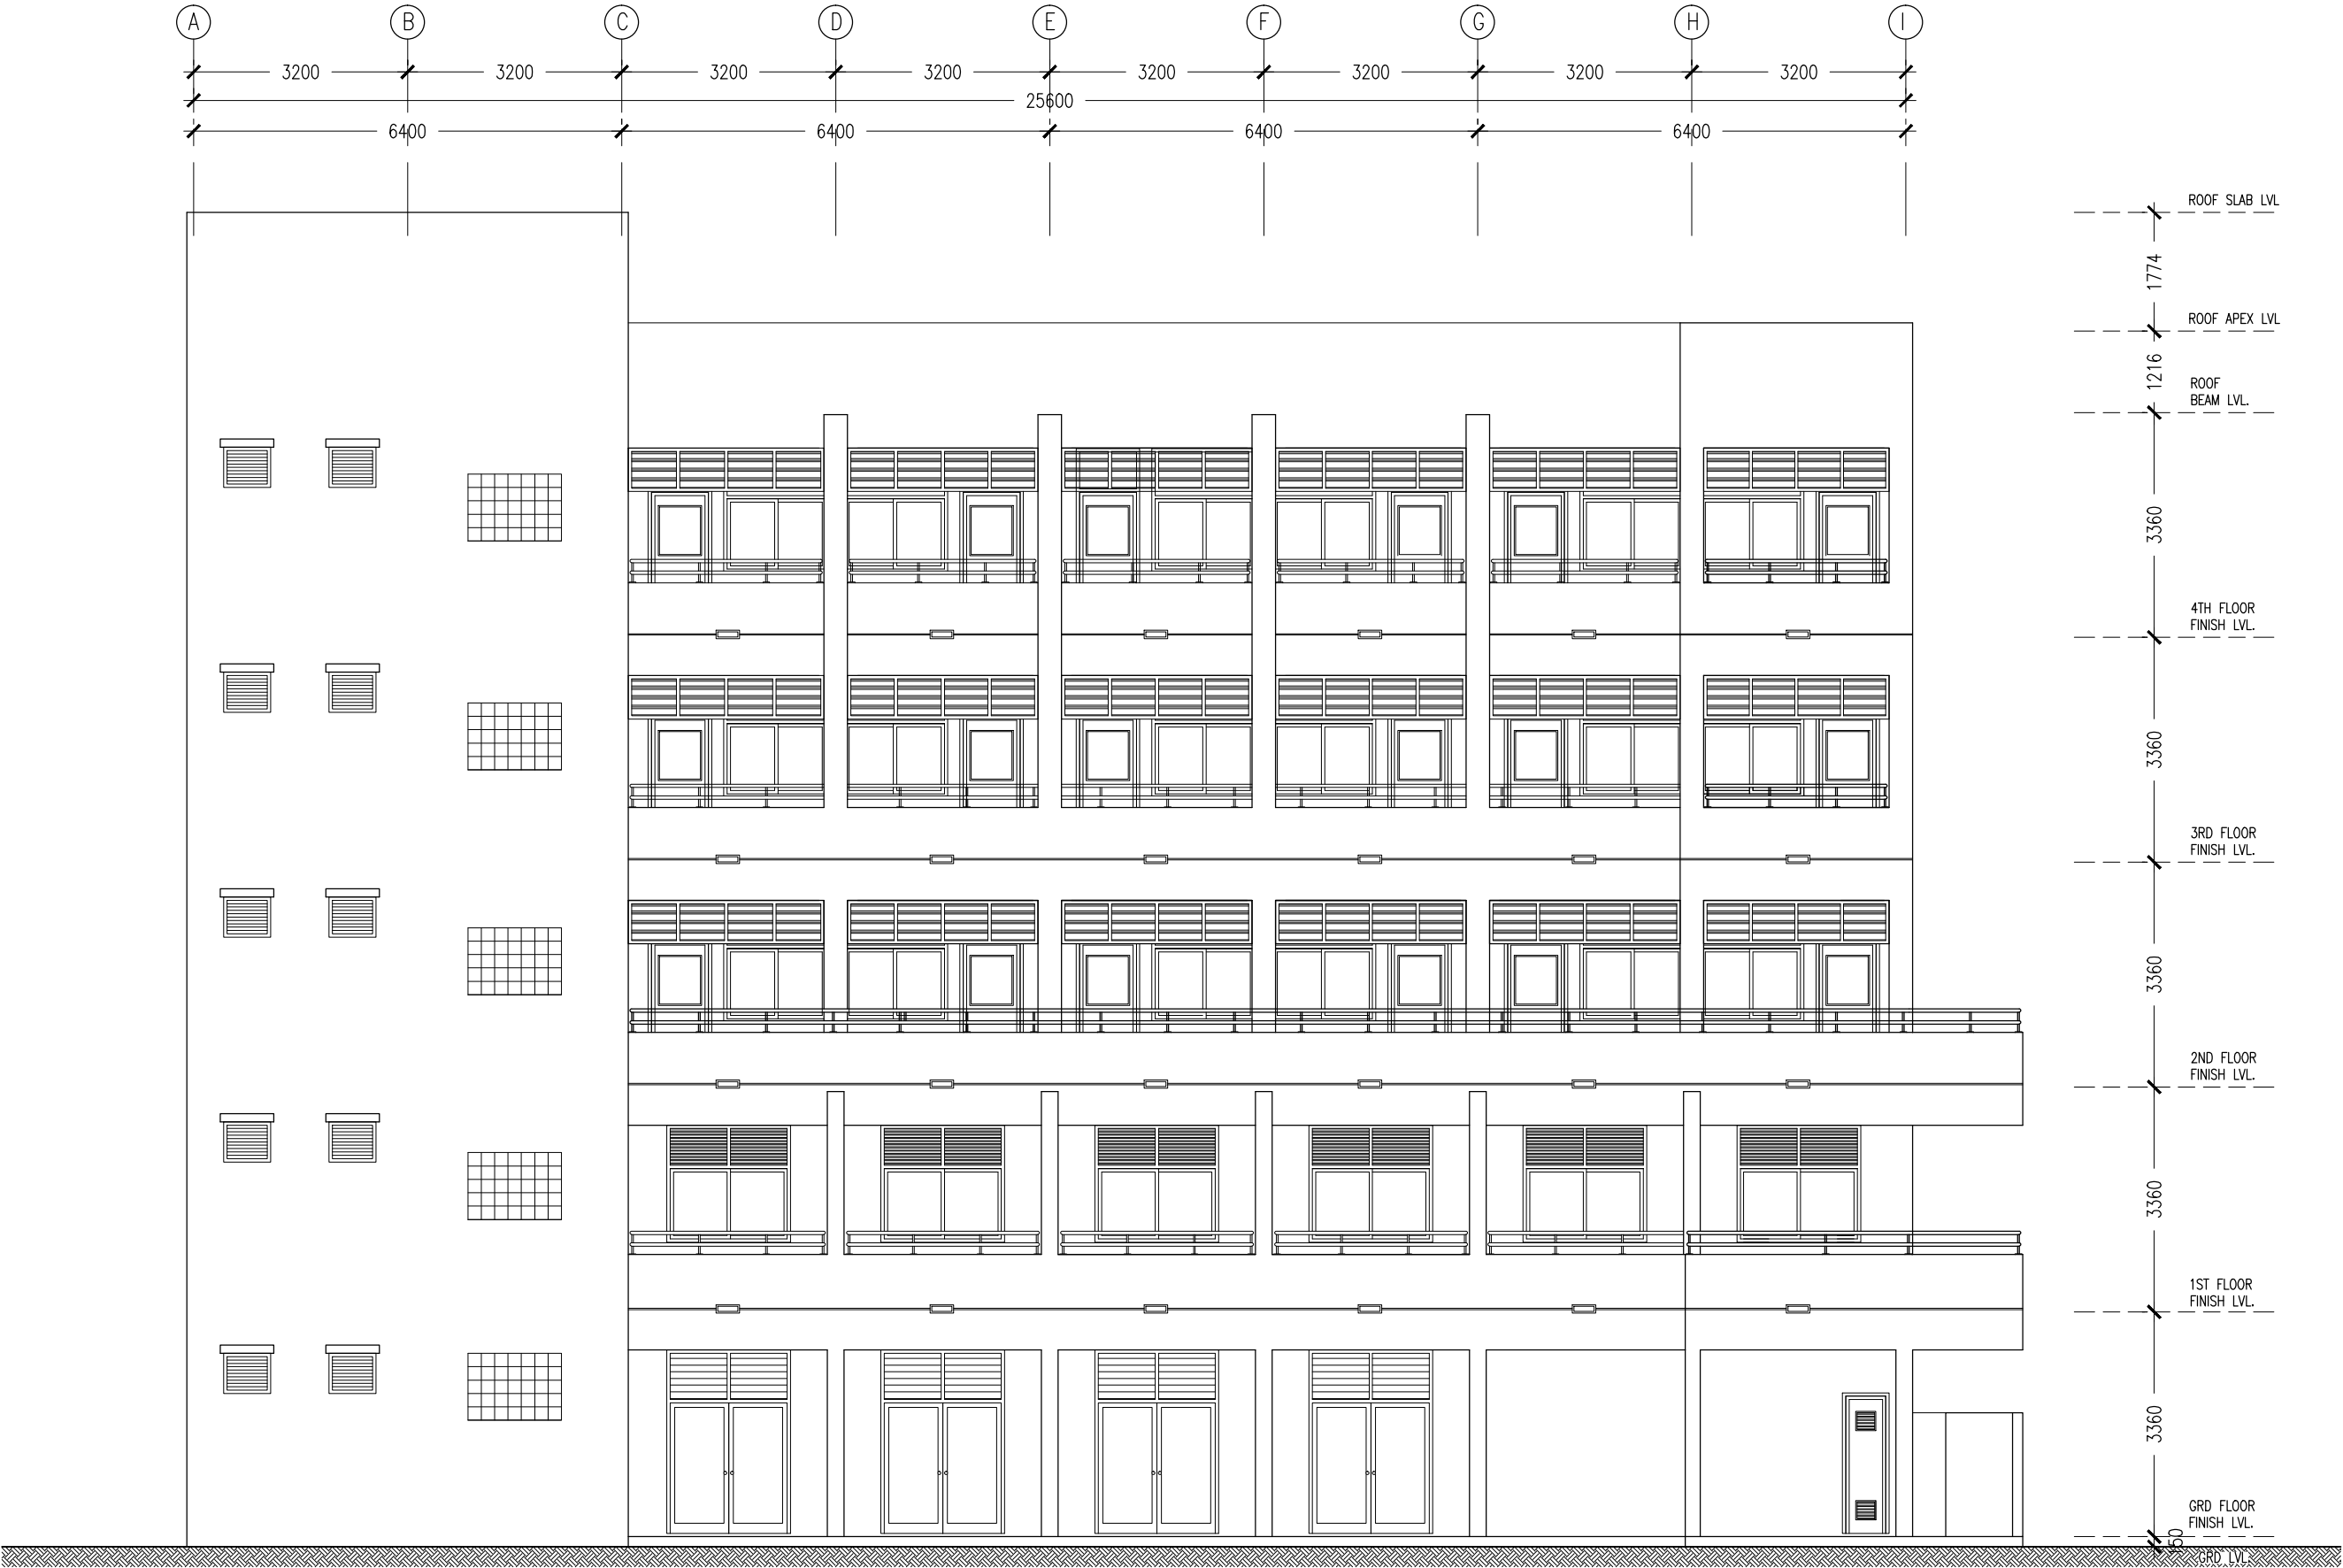 A B C D E F G H I
3200 3200 3200 3200 3200 3200 3200 3200
25600
6400 6400 6400 6400
ROOF SLAB LVL
1774
ROOF APEX LVL
1216
ROOF
BEAM LVL.
3360
4TH FLOOR
FINISH LVL.
3360
3RD FLOOR
FINISH LVL.
3360
2ND FLOOR
FINISH LVL.
3360
1ST FLOOR
FINISH LVL.
3360
GRD FLOOR
FINISH LVL.
150
GRD LVL.